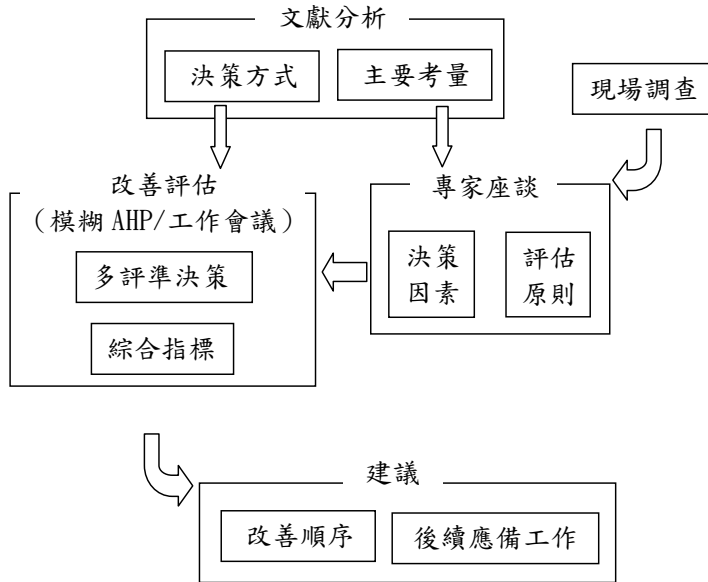 文獻分析
決策方式
主要考量
現場調查
改善評估
（模糊 AHP/工作會議）
多評準決策
綜合指標
專家座談
決策
因素
評估
原則
建議
改善順序
後續應備工作